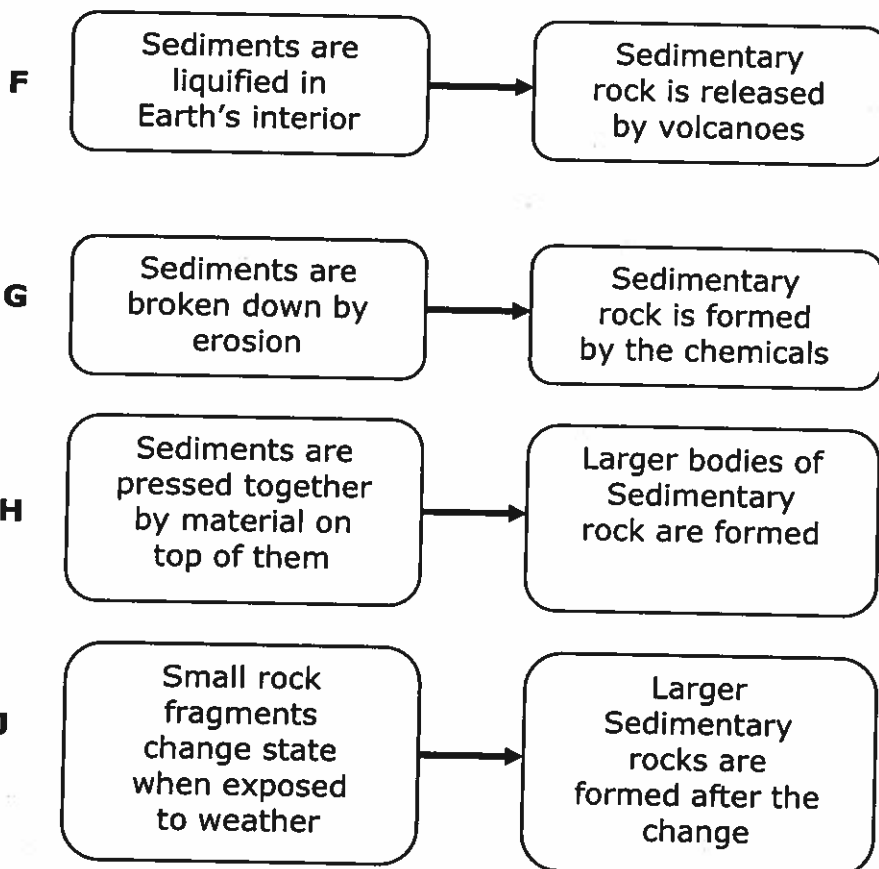 F
Sediments are
liquified in
Earth's interior
Sedimentary
rock is released
by volcanoes
G
Sediments are
broken down by
erosion
Sedimentary
rock is formed
by the chemicals
H
Sediments are
pressed together
by material on
top of them
Larger bodies of
Sedimentary
rock are formed
J
Small rock
fragments
change state
when exposed
to weather
Larger
Sedimentary
rocks are
formed after the
change